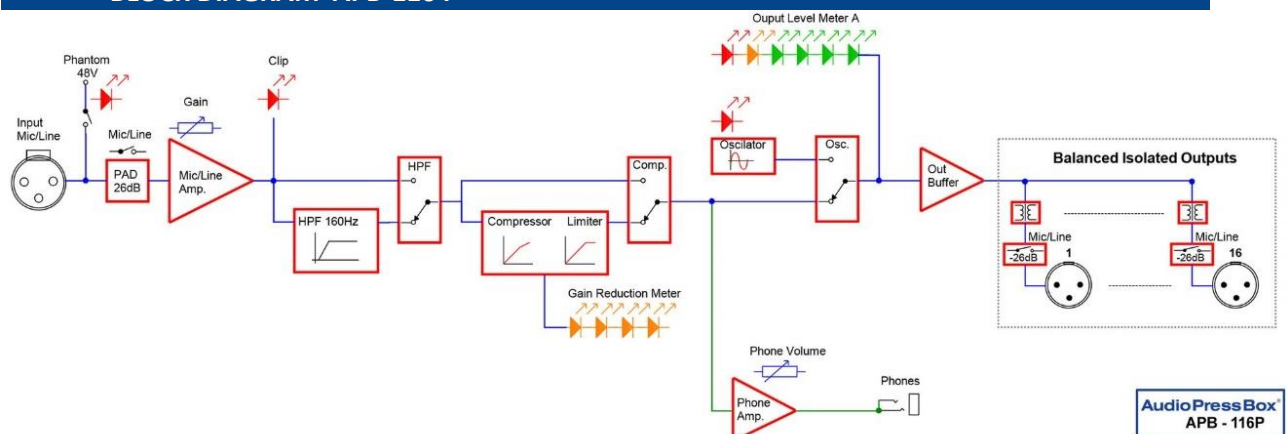 Ouput Level Meter A
Phantom
48V
Clip
Gain
Input
Mic/Line
Mic/Line
PAD
26dB
Mic/Line
Amp.
HPF
HPF 160Hz
Comp.
Compressor Limiter
Gain Reduction Meter
Oscilator
Osc.
Out
Buffer
Balanced Isolated Outputs
Mic/Line
-26dB
1
Mic/Line
-26dB
16
Phone Volume
Phone
Amp.
Phones
AudioPressBox®
APB - 116P